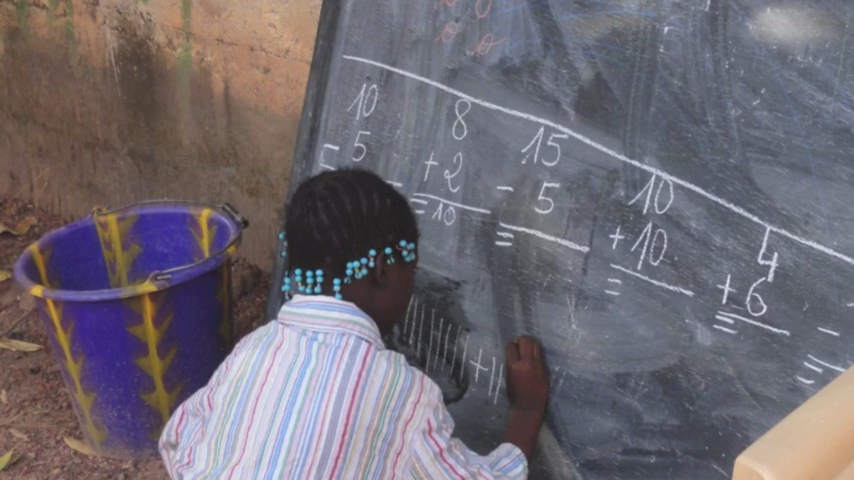 10 8 15 10 4
- 5 + 2 - 5 + 10 + 6
= 10 = = =